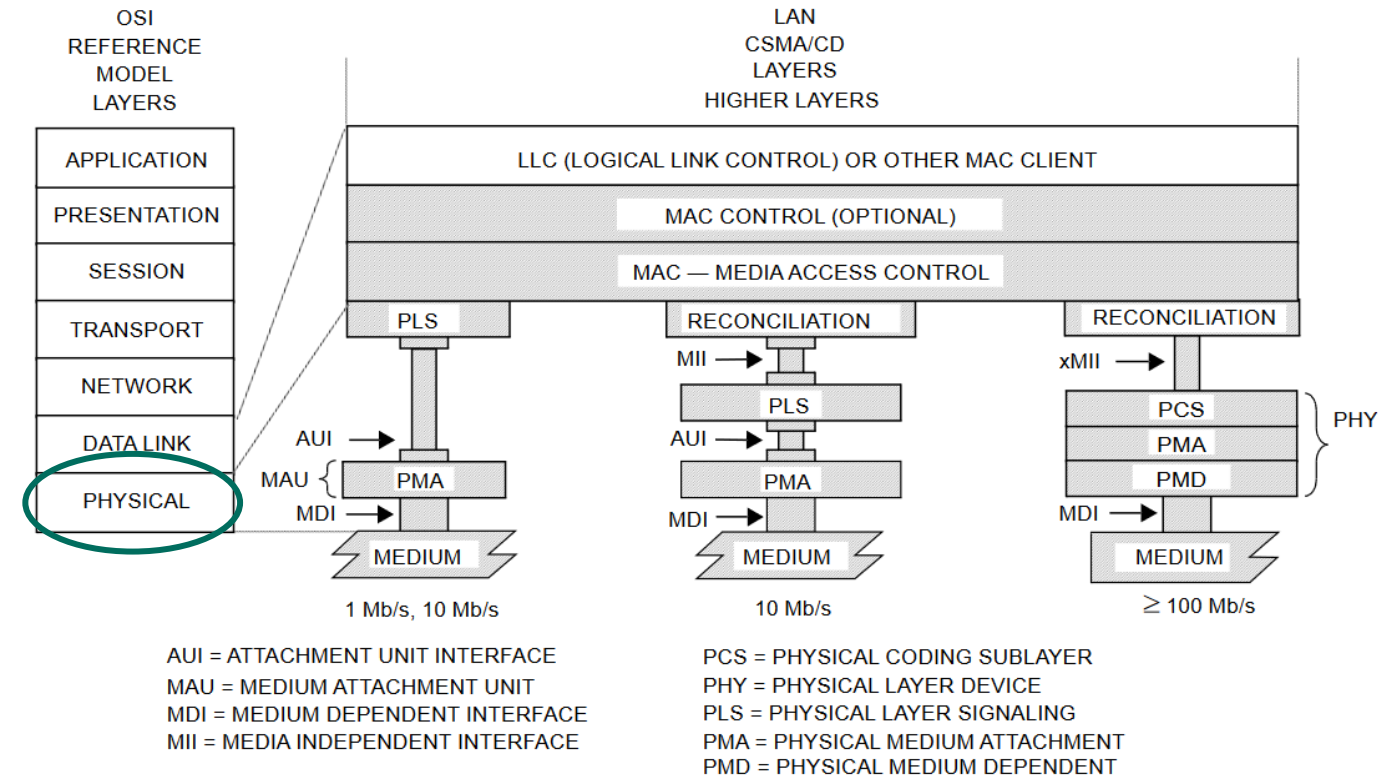 OSI
REFERENCE
MODEL
LAYERS
LAN
CSMA/CD
LAYERS
HIGHER LAYERS
APPLICATION
PRESENTATION
SESSION
TRANSPORT
NETWORK
DATA LINK
PHYSICAL
LLC (LOGICAL LINK CONTROL) OR OTHER MAC CLIENT
MAC CONTROL (OPTIONAL)
MAC — MEDIA ACCESS CONTROL
PLS
AUI
MAU
PMA
MDI
MEDIUM
1 Mb/s, 10 Mb/s
RECONCILIATION
MII
PLS
AUI
PMA
MDI
MEDIUM
10 Mb/s
RECONCILIATION
xMII
PCS
PMA
PMD
PHY
MDI
MEDIUM
≥ 100 Mb/s
AUI = ATTACHMENT UNIT INTERFACE
MAU = MEDIUM ATTACHMENT UNIT
MDI = MEDIUM DEPENDENT INTERFACE
MII = MEDIA INDEPENDENT INTERFACE
PCS = PHYSICAL CODING SUBLAYER
PHY = PHYSICAL LAYER DEVICE
PLS = PHYSICAL LAYER SIGNALING
PMA = PHYSICAL MEDIUM ATTACHMENT
PMD = PHYSICAL MEDIUM DEPENDENT